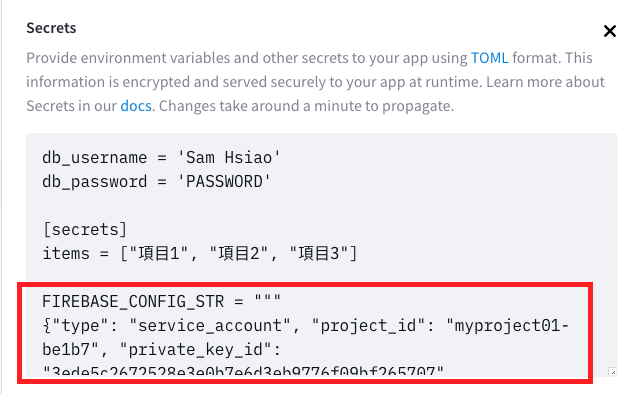 Secrets
Provide environment variables and other secrets to your app using TOML format. This
information is encrypted and served securely to your app at runtime. Learn more about
Secrets in our docs. Changes take around a minute to propagate.
db_username = 'Sam Hsiao'
db_password = 'PASSWORD'
[secrets]
items = ["項目1", "項目2", "項目3"]
FIREBASE_CONFIG_STR = """
{"type": "service_account", "project_id": "myproject01-
be1b7", "private_key_id":
"3ede5c2672528e3e0b7e6d3eb9776f09bf265707"